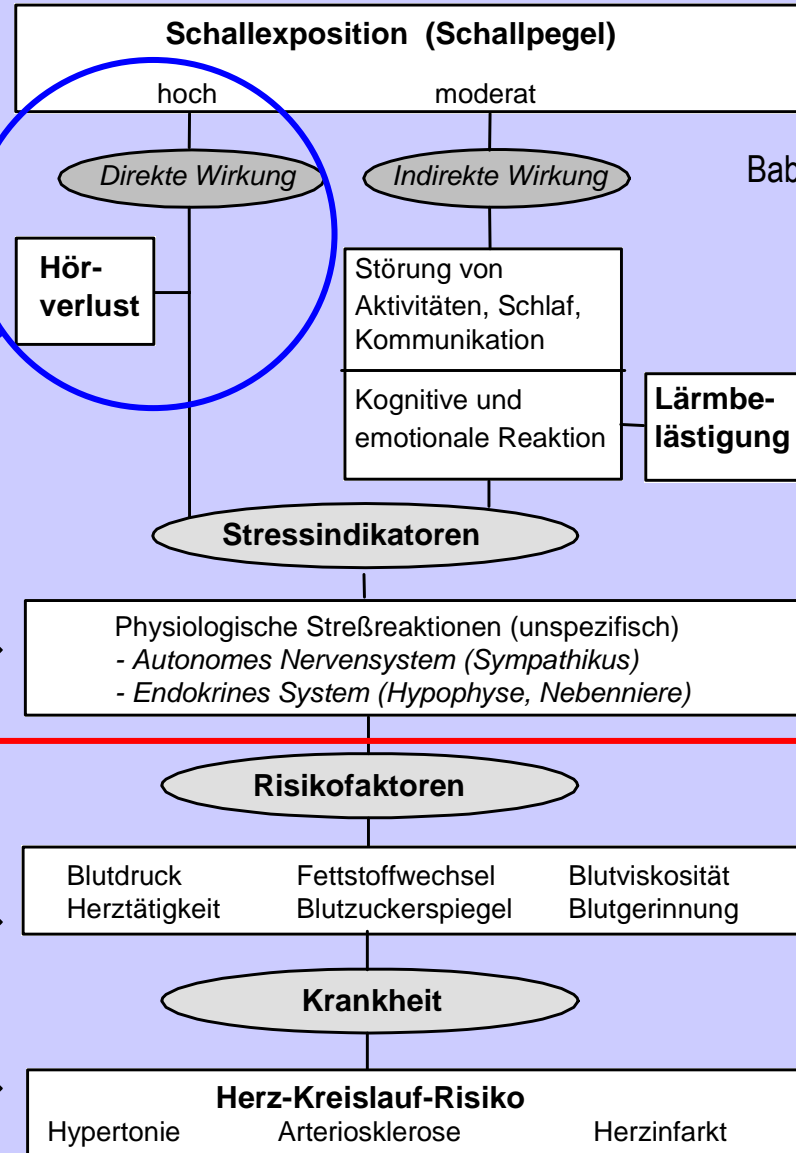 Schallexposition (Schallpegel)
hoch
moderat
Direkte Wirkung
Indirekte Wirkung
Bab
Hör-
verlust
Störung von
Aktivitäten, Schlaf,
Kommunikation
Kognitive und
emotionale Reaktion
Lärmbe-
lästigung
Stressindikatoren
Physiologische Streßreaktionen (unspezifisch)
- Autonomes Nervensystem (Sympathikus)
- Endokrines System (Hypophyse, Nebenniere)
Risikofaktoren
Blutdruck Fettstoffwechsel Blutviskosität
Herztätigkeit Blutzuckerspiegel Blutgerinnung
Krankheit
Herz-Kreislauf-Risiko
Hypertonie Arteriosklerose Herzinfarkt